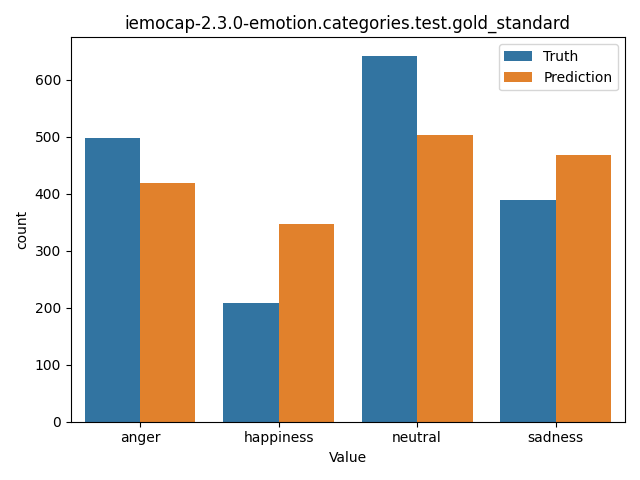 iemocap-2.3.0-emotion.categories.test.gold_standard
Truth
Prediction
600
500
400
300
200
100
0
count
anger happiness neutral sadness
Value